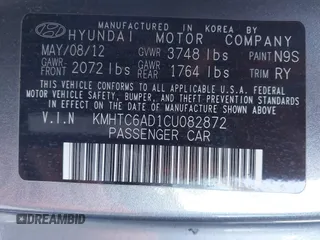 MANUFACTURED IN KOREA BY
HYUNDAI MOTOR COMPANY
MAY/08/12 GVWR 3748 lbs PAINT N9S
GAWR-FRONT 2072 lbs GAWR-REAR 1764 lbs TRIM RY
THIS VEHICLE CONFORMS TO ALL APPLICABLE U.S.A. FEDERAL
MOTOR VEHICLE SAFETY, BUMPER, AND THEFT PREVENTION
STANDARDS IN EFFECT ON THE DATE OF MANUFACTURE SHOWN ABOVE.
V.I.N KMHTC6AD1CU082872
PASSENGER CAR
DREAMBID